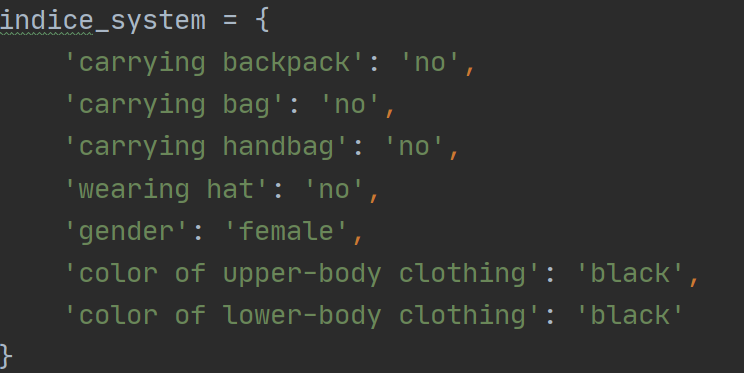 indice_system = {
    'carrying backpack': 'no',
    'carrying bag': 'no',
    'carrying handbag': 'no',
    'wearing hat': 'no',
    'gender': 'female',
    'color of upper-body clothing': 'black',
    'color of lower-body clothing': 'black'
}